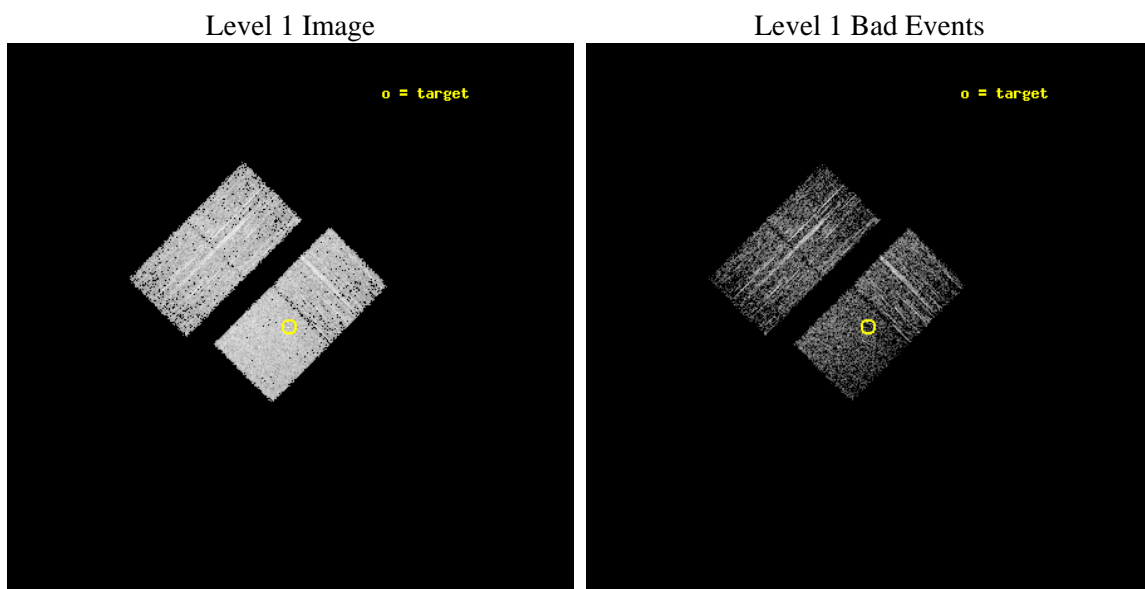 Level 1 Image
Level 1 Bad Events
o = target
o = target